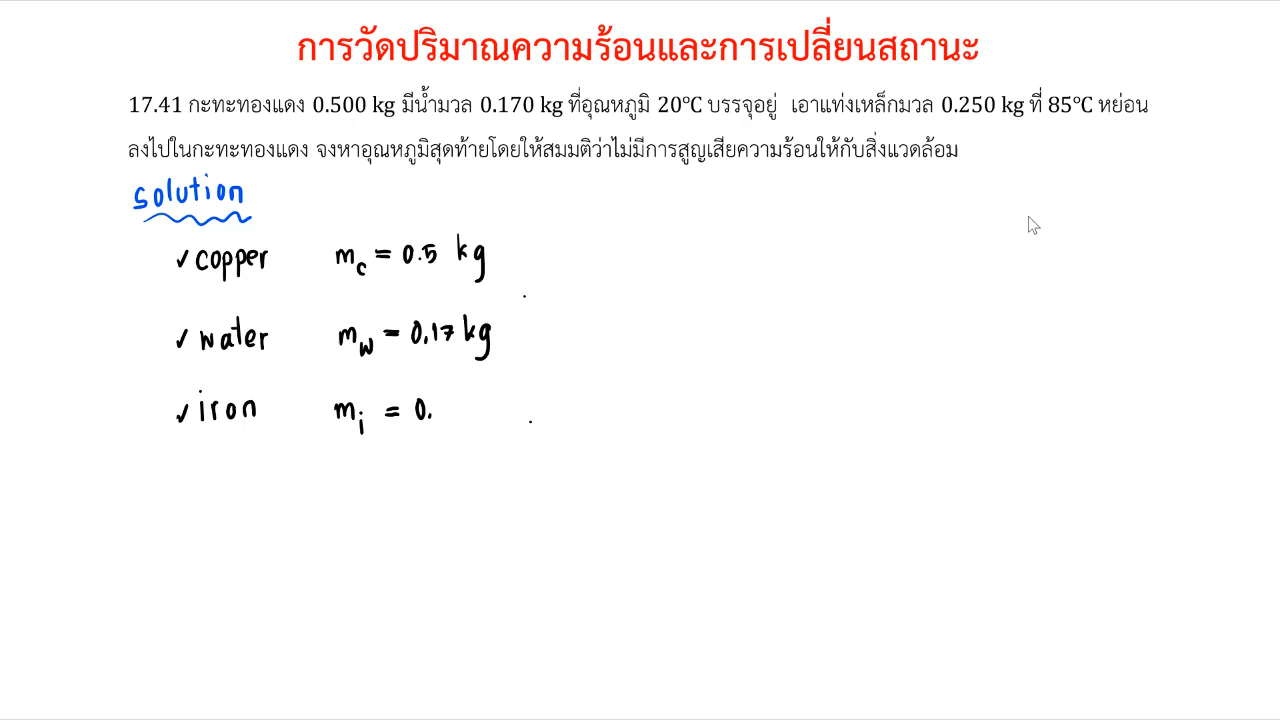 การวัดปริมาณความร้อนและการเปลี่ยนสถานะ
17.41 กะทะทองแดง 0.500 kg มีน้ำมวล 0.170 kg ที่อุณหภูมิ 20°C บรรจุอยู่ เอาแท่งเหล็กมวล 0.250 kg ที่ 85°C หย่อน
ลงไปในกะทะทองแดง จงหาอุณหภูมิสุดท้ายโดยให้สมมติว่าไม่มีการสูญเสียความร้อนให้กับสิ่งแวดล้อม
solution
✓ copper m_c = 0.5 kg
✓ water m_w = 0.17 kg
✓ iron m_i = 0.